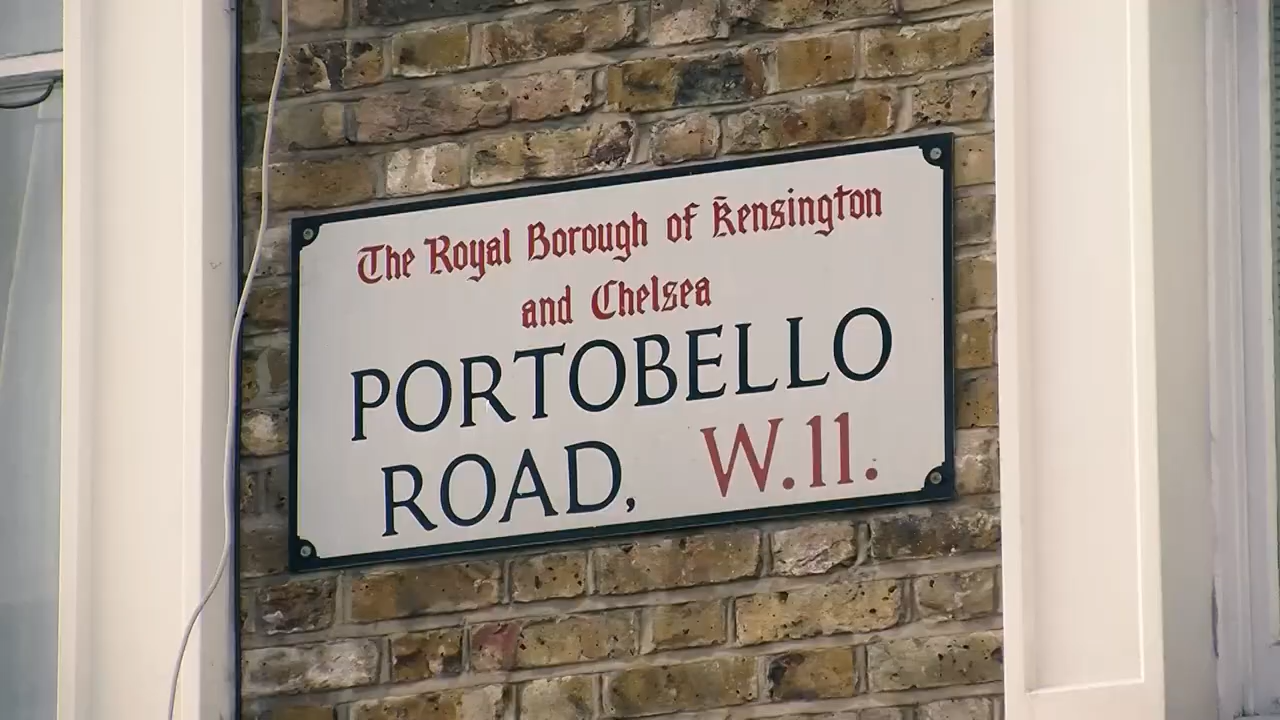 The Royal Borough of Kensington
and Chelsea
PORTOBELLO
ROAD, W.11.